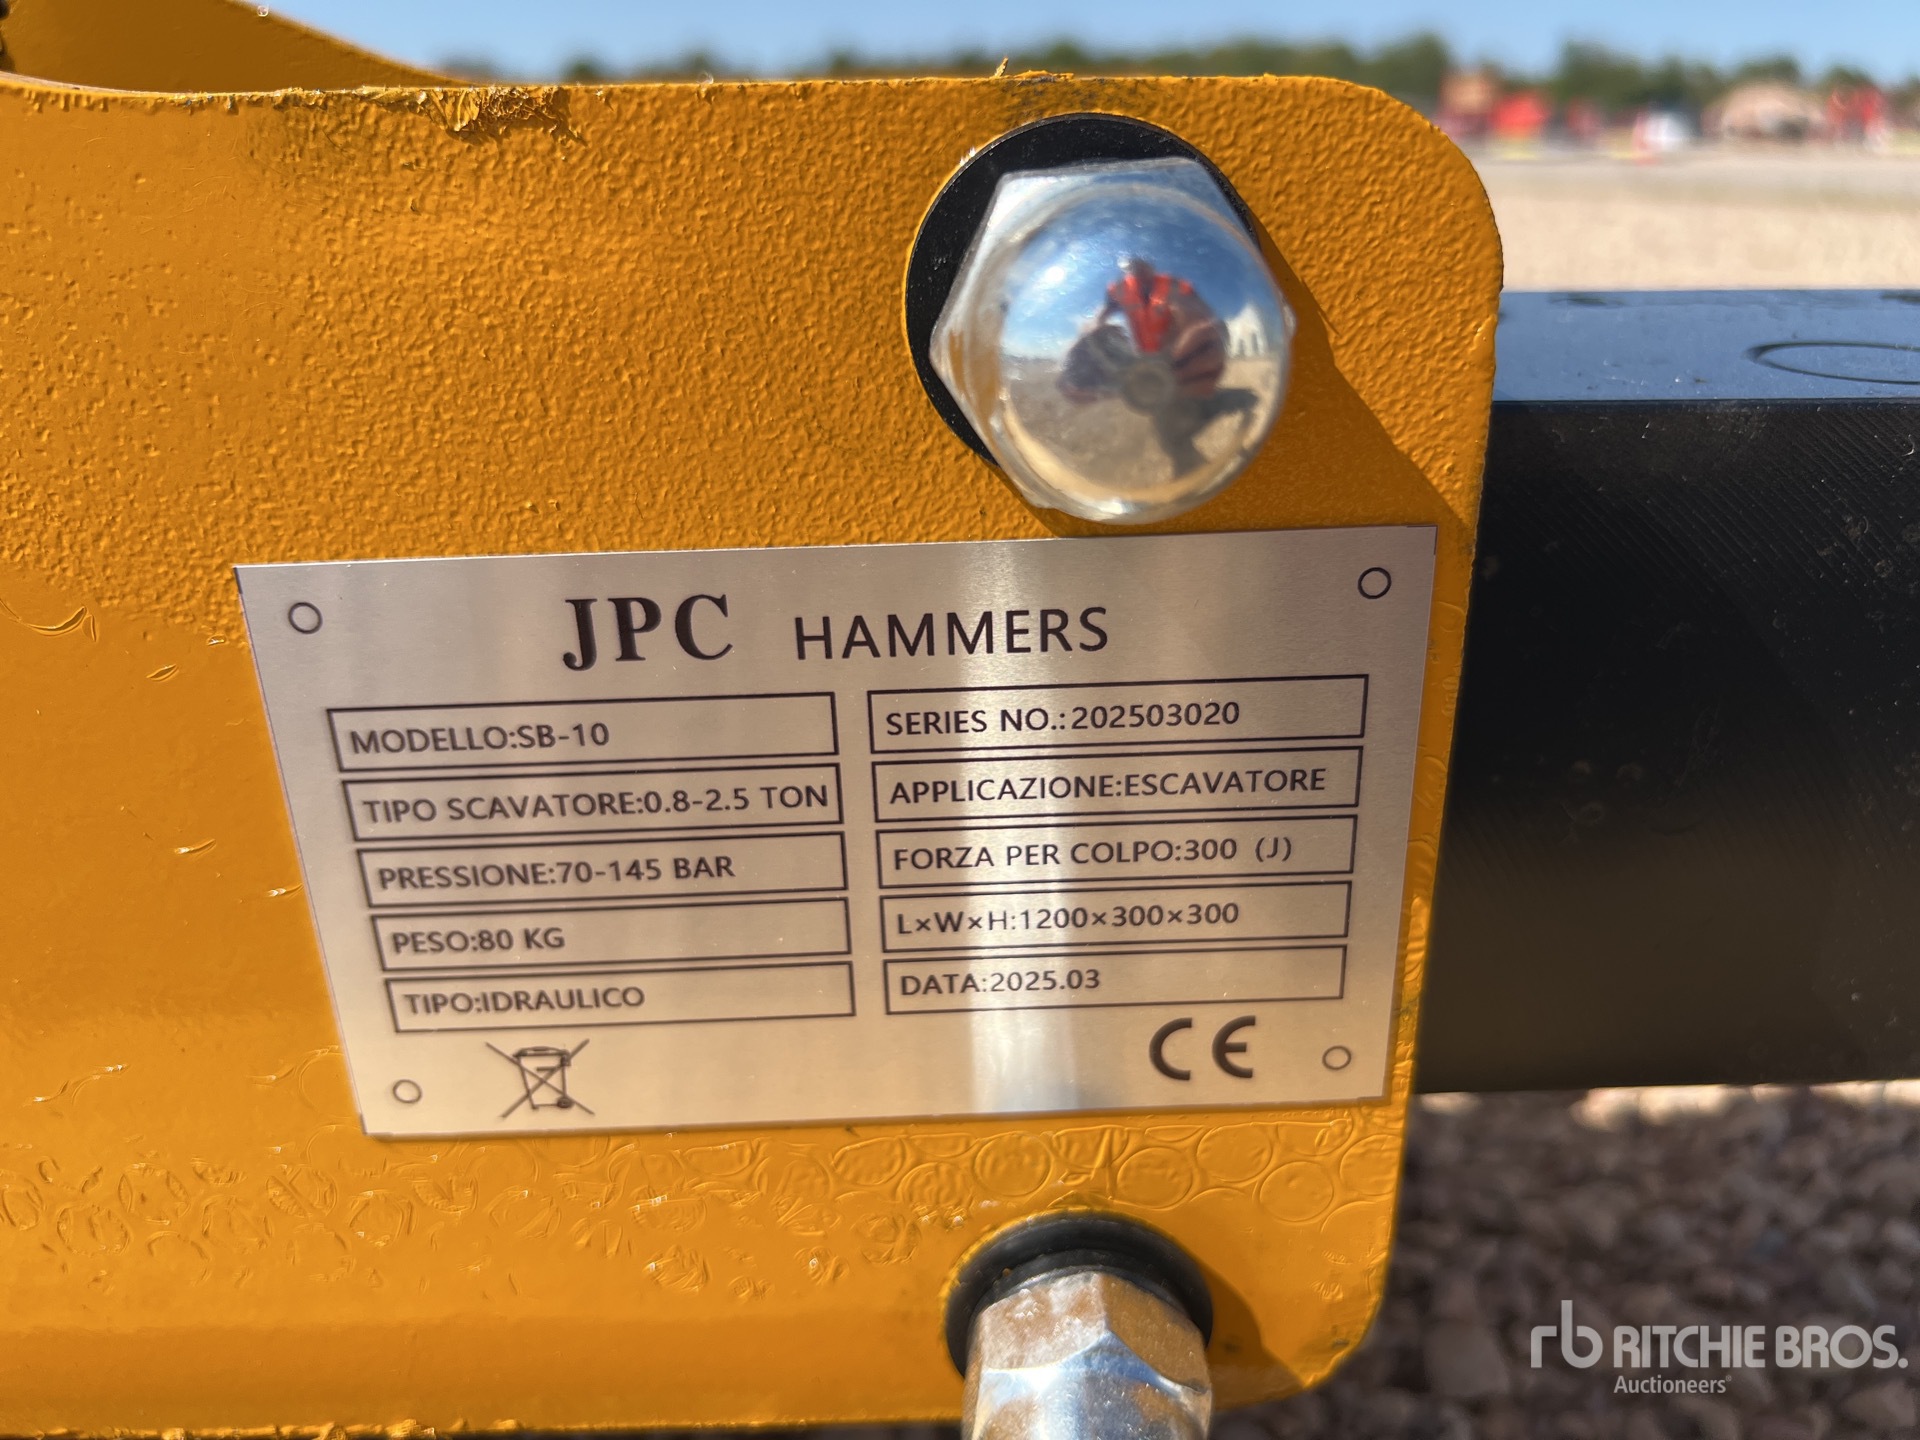 JPC HAMMERS
MODELLO:SB-10
SERIES NO.:202503020
TIPO SCAVATORE:0.8-2.5 TON
APPLICAZIONE:ESCAVATORE
PRESSIONE:70-145 BAR
FORZA PER COLPO:300 (J)
PESO:80 KG
L×W×H:1200×300×300
TIPO:IDRAULICO
DATA:2025.03
CE
rb RITCHIE BROS.
Auctioneers